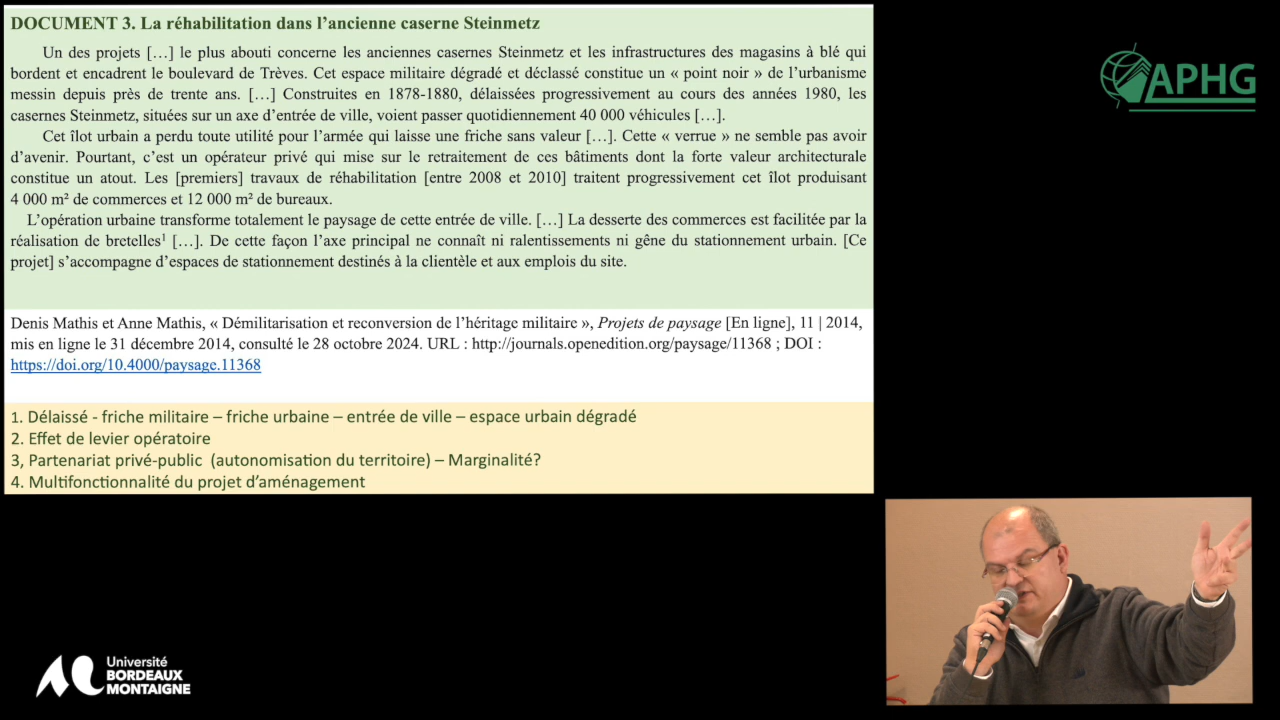 DOCUMENT 3. La réhabilitation dans l’ancienne caserne Steinmetz
Un des projets […] le plus abouti concerne les anciennes casernes Steinmetz et les infrastructures des magasins à blé qui
bordent et encadrent le boulevard de Trèves. Cet espace militaire dégradé et déclassé constitue un « point noir » de l’urbanisme
messin depuis près de trente ans. […] Construites en 1878-1880, délaissées progressivement au cours des années 1980, les
casernes Steinmetz, situées sur un axe d’entrée de ville, voient passer quotidiennement 40 000 véhicules […].
Cet îlot urbain a perdu toute utilité pour l’armée qui laisse une friche sans valeur […]. Cette « verrue » ne semble pas avoir
d’avenir. Pourtant, c’est un opérateur privé qui mise sur le retraitement de ces bâtiments dont la forte valeur architecturale
constitue un atout. Les [premiers] travaux de réhabilitation [entre 2008 et 2010] traitent progressivement cet îlot produisant
4 000 m² de commerces et 12 000 m² de bureaux.
L’opération urbaine transforme totalement le paysage de cette entrée de ville. […] La desserte des commerces est facilitée par la
réalisation de bretelles¹ […]. De cette façon l’axe principal ne connaît ni ralentissements ni gêne du stationnement urbain. [Ce
projet] s’accompagne d’espaces de stationnement destinés à la clientèle et aux emplois du site.
Denis Mathis et Anne Mathis, « Démilitarisation et reconversion de l’héritage militaire », Projets de paysage [En ligne], 11 | 2014,
mis en ligne le 31 décembre 2014, consulté le 28 octobre 2024. URL : http://journals.openedition.org/paysage/11368 ; DOI :
https://doi.org/10.4000/paysage.11368
1. Délaissé - friche militaire – friche urbaine – entrée de ville – espace urbain dégradé
2. Effet de levier opératoire
3, Partenariat privé-public (autonomisation du territoire) – Marginalité?
4. Multifonctionnalité du projet d’aménagement
APHG
Université
BORDEAUX
MONTAIGNE